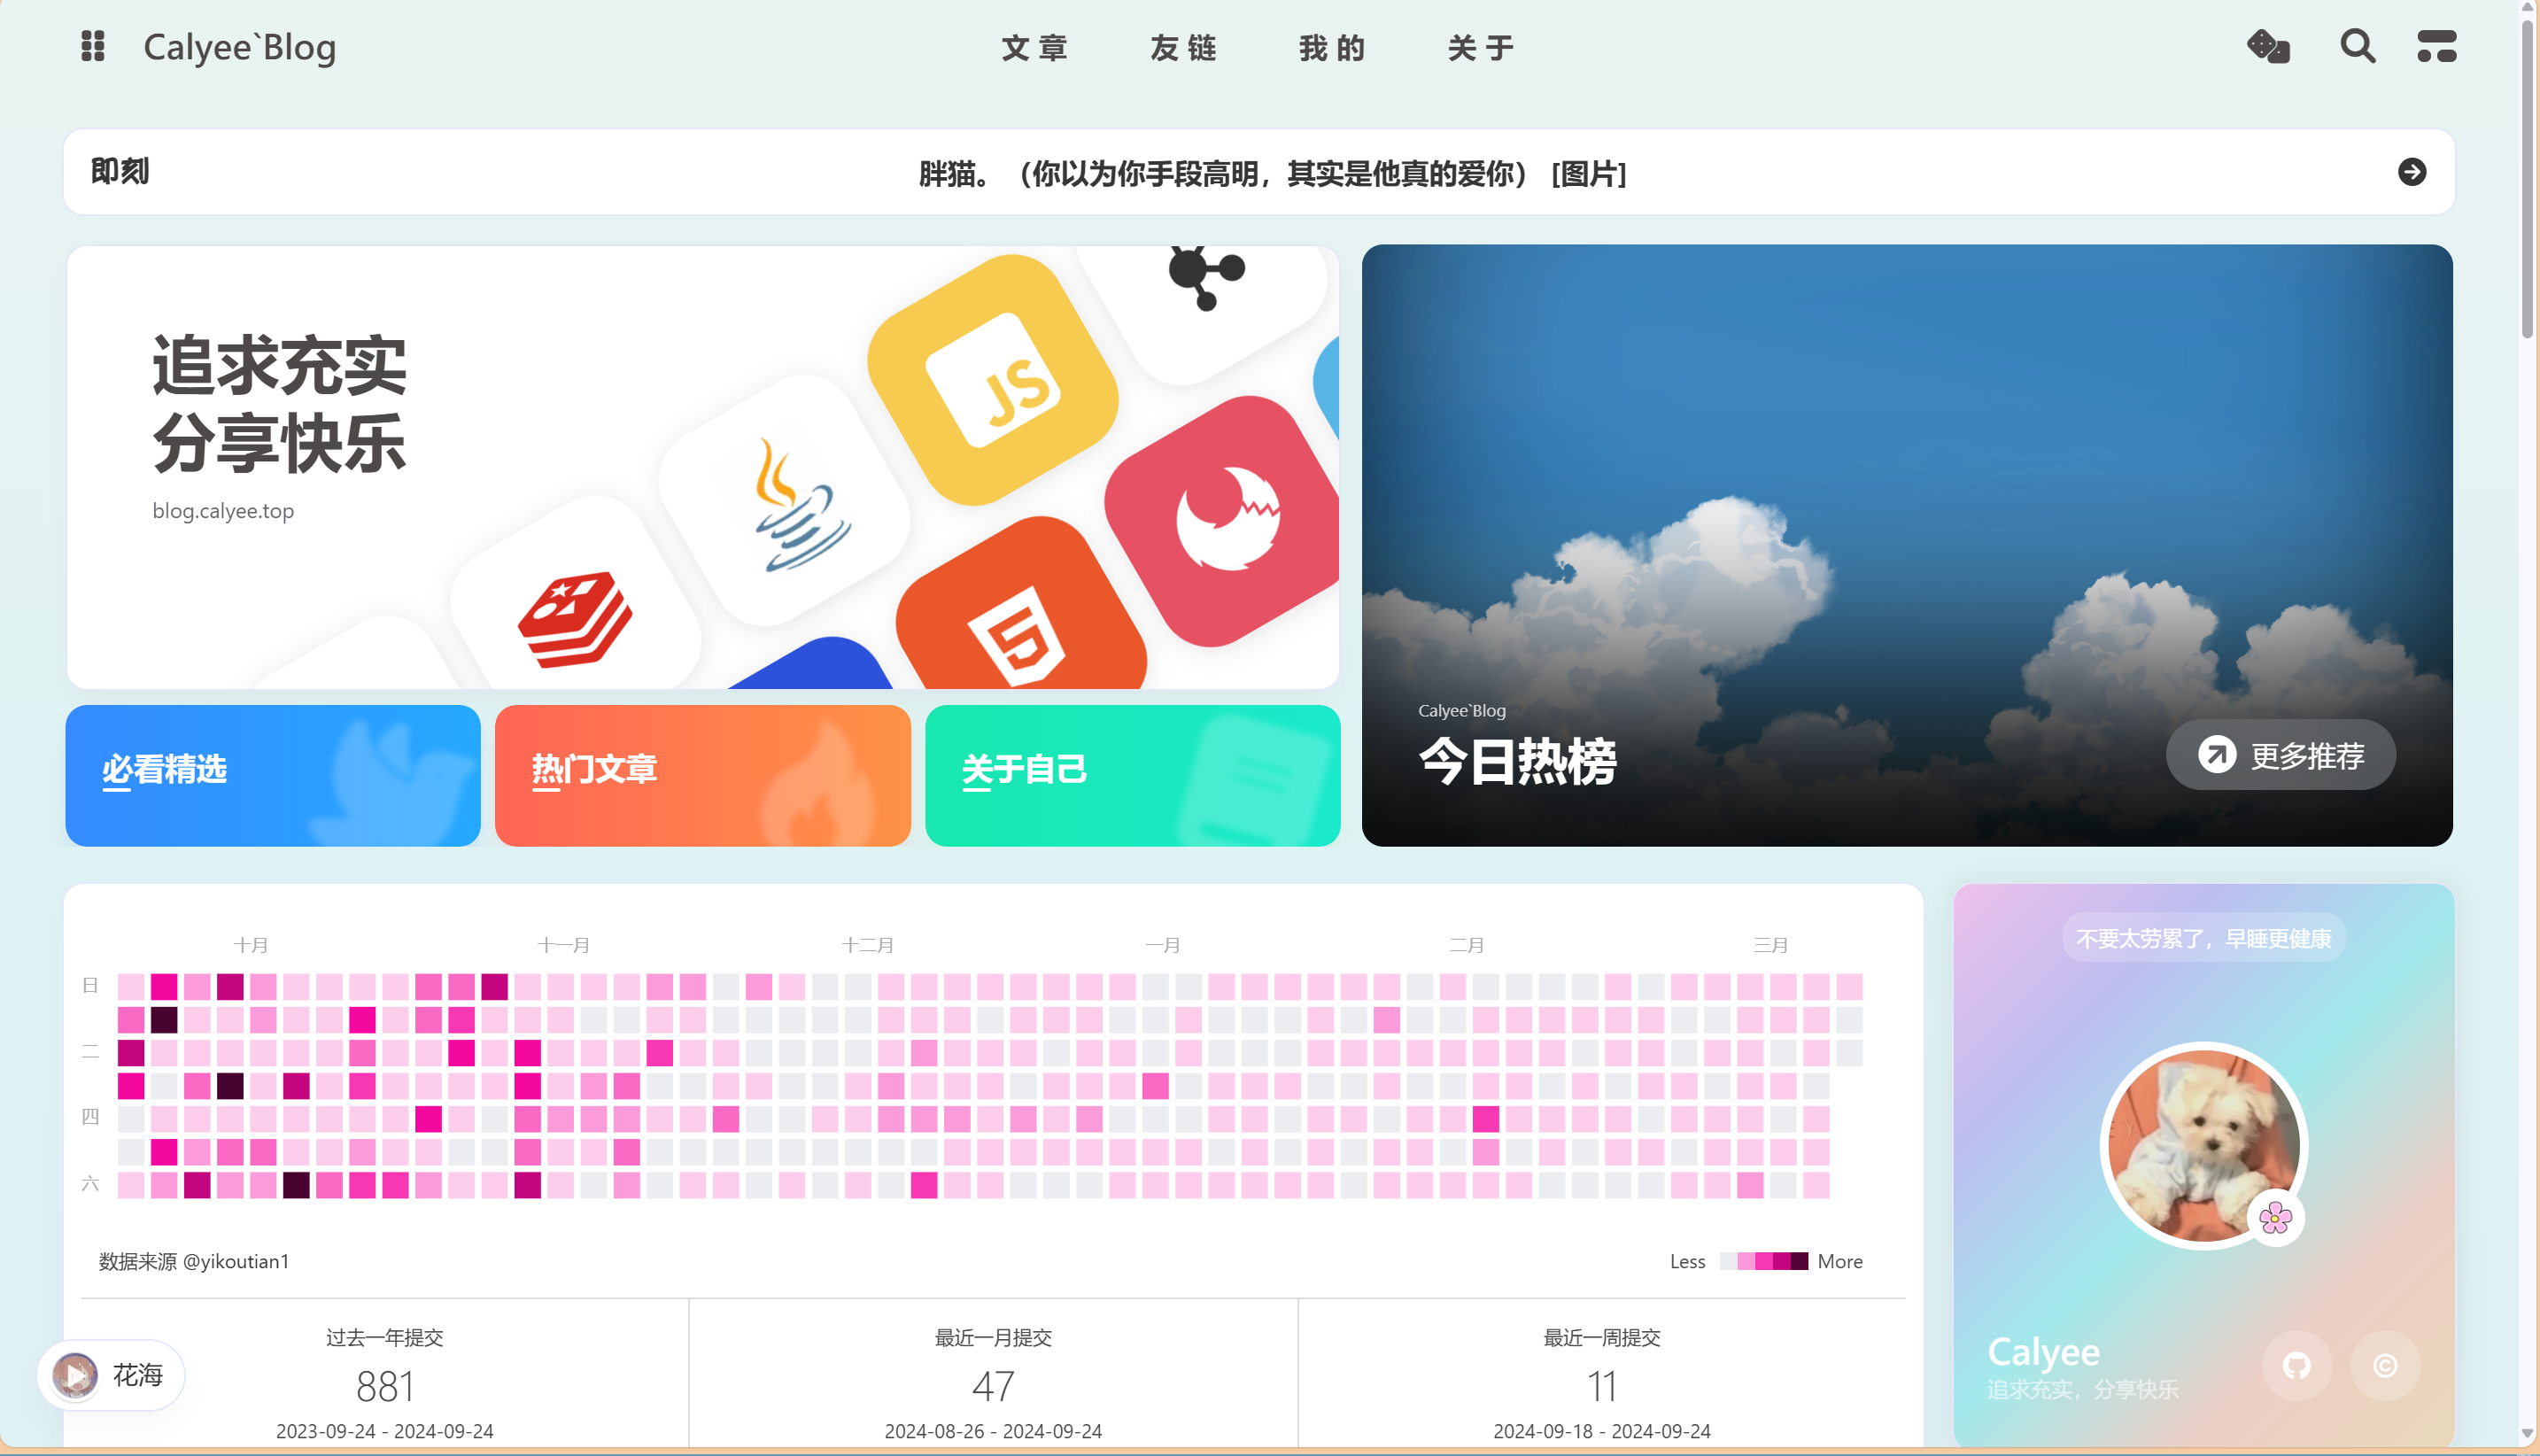 Calyee`Blog
文章 友链 我的 关于
即刻
胖猫。（你以为你手段高明，其实是他真的爱你） [图片]
追求充实
分享快乐
blog.calyee.top
JS
5
必看精选
热门文章
关于自己
Calyee`Blog
今日热榜
更多推荐
十月 十一月 十二月 一月 二月 三月
日
二
四
六
数据来源 @yikoutian1
Less More
过去一年提交
881
2023-09-24 - 2024-09-24
最近一月提交
47
2024-08-26 - 2024-09-24
最近一周提交
11
2024-09-18 - 2024-09-24
不要太劳累了，早睡更健康
Calyee
追求充实，分享快乐
花海